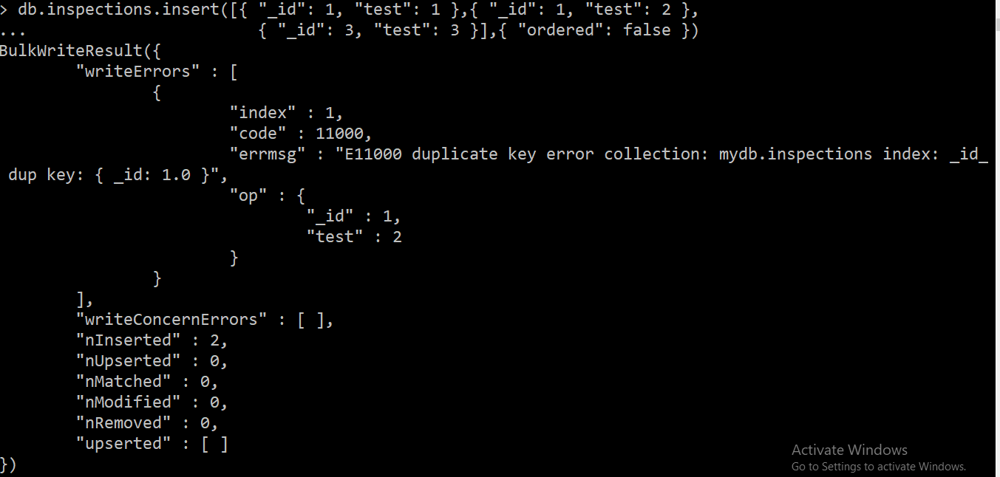 > db.inspections.insert([{ "_id": 1, "test": 1 },{ "_id": 1, "test": 2 },
...                        { "_id": 3, "test": 3 }],{ "ordered": false })
BulkWriteResult({
        "writeErrors" : [
                {
                        "index" : 1,
                        "code" : 11000,
                        "errmsg" : "E11000 duplicate key error collection: mydb.inspections index: _id_
 dup key: { _id: 1.0 }",
                        "op" : {
                                "_id" : 1,
                                "test" : 2
                        }
                }
        ],
        "writeConcernErrors" : [ ],
        "nInserted" : 2,
        "nUpserted" : 0,
        "nMatched" : 0,
        "nModified" : 0,
        "nRemoved" : 0,
        "upserted" : [ ]
})
Activate Windows
Go to Settings to activate Windows.